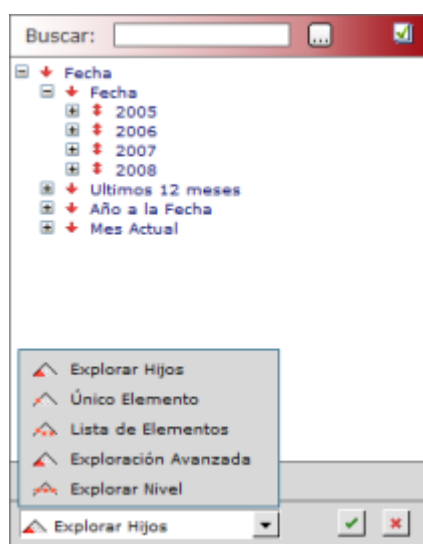 Buscar:
...
Fecha
Fecha
2005
2006
2007
2008
Ultimos 12 meses
Año a la Fecha
Mes Actual
Explorar Hijos
Único Elemento
Lista de Elementos
Exploración Avanzada
Explorar Nivel
Explorar Hijos